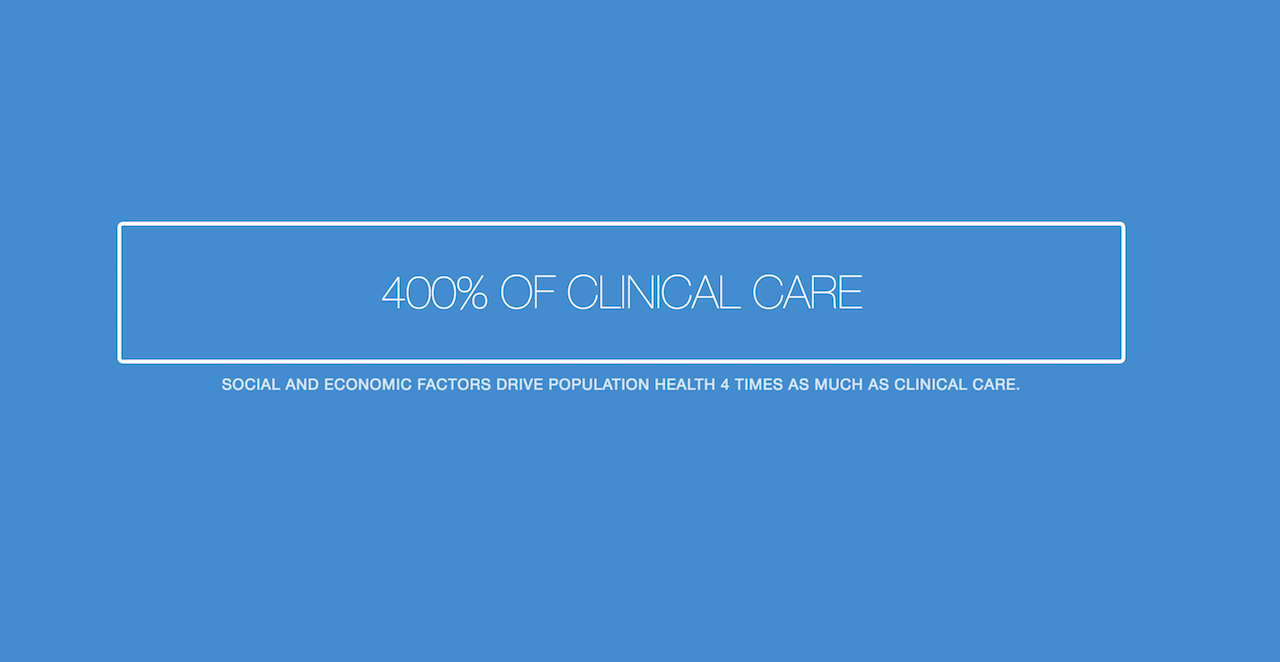 400% OF CLINICAL CARE
SOCIAL AND ECONOMIC FACTORS DRIVE POPULATION HEALTH 4 TIMES AS MUCH AS CLINICAL CARE.